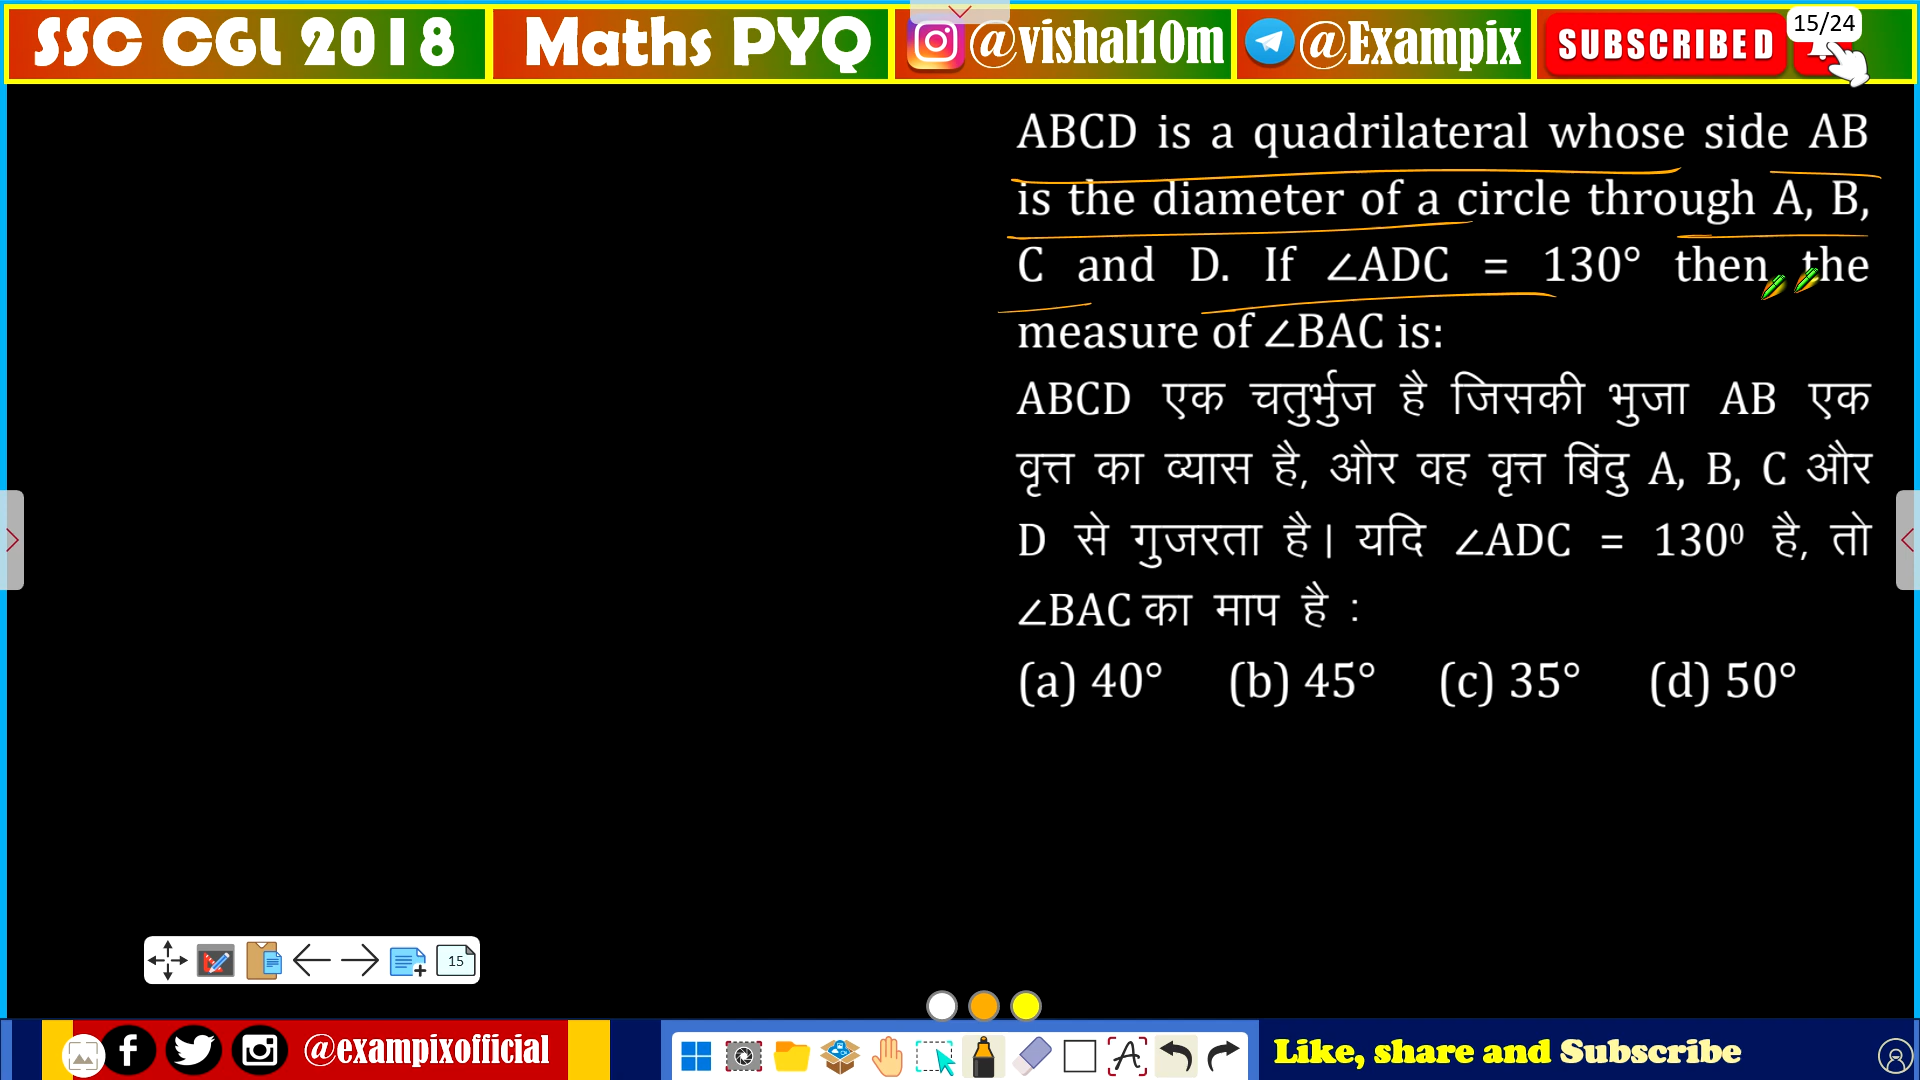 SSC CGL 2018 Maths PYQ @vishal10m @Exampix SUBSCRIBED 15/24
ABCD is a quadrilateral whose side AB
is the diameter of a circle through A, B,
C and D. If ∠ADC = 130° then the
measure of ∠BAC is:
ABCD एक चतुर्भुज है जिसकी भुजा AB एक
वृत्त का व्यास है, और वह वृत्त बिंदु A, B, C और
D से गुजरता है। यदि ∠ADC = 130⁰ है, तो
∠BAC का माप है :
(a) 40° (b) 45° (c) 35° (d) 50°
15
@exampixofficial
Like, share and Subscribe